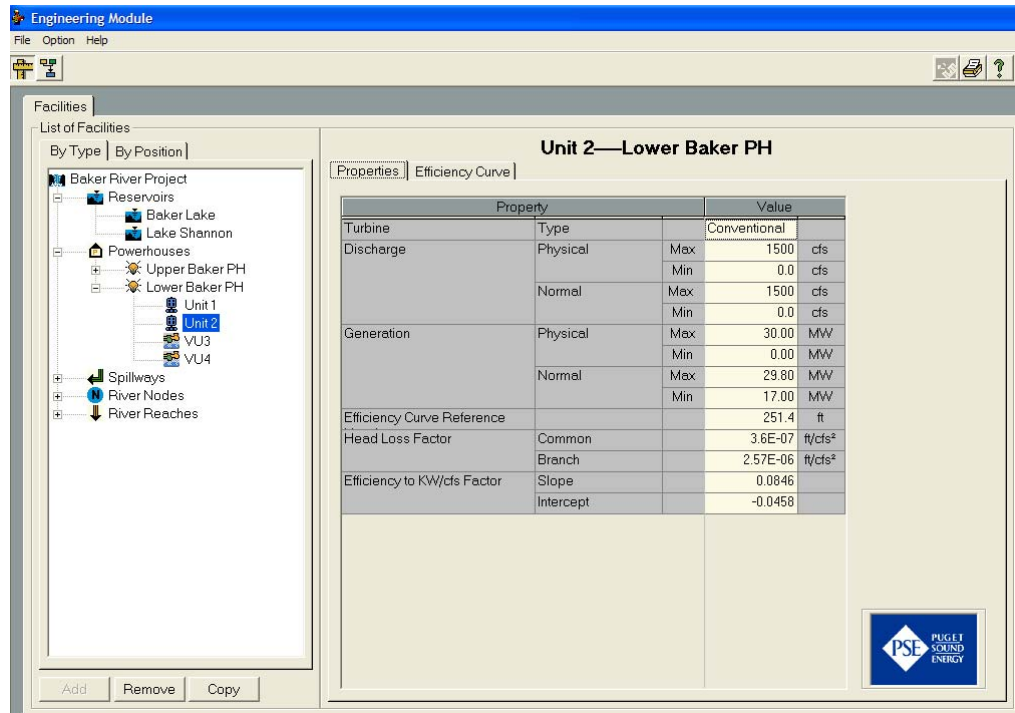 Engineering Module
File Option Help
Facilities
List of Facilities
By Type By Position
Baker River Project
Reservoirs
Baker Lake
Lake Shannon
Powerhouses
Upper Baker PH
Lower Baker PH
Unit 1
Unit 2
VU3
VU4
Spillways
N River Nodes
River Reaches
Add Remove Copy
Unit 2—Lower Baker PH
Properties Efficiency Curve
Property Value
Turbine Type Conventional
Discharge Physical Max 1500 cfs
Min 0.0 cfs
Normal Max 1500 cfs
Min 0.0 cfs
Generation Physical Max 30.00 MW
Min 0.00 MW
Normal Max 29.80 MW
Min 17.00 MW
Efficiency Curve Reference 251.4 ft
Head Loss Factor Common 3.6E-07 ft/cfs²
Branch 2.57E-06 ft/cfs²
Efficiency to KW/cfs Factor Slope 0.0846
Intercept -0.0458
PSE PUGET
SOUND
ENERGY